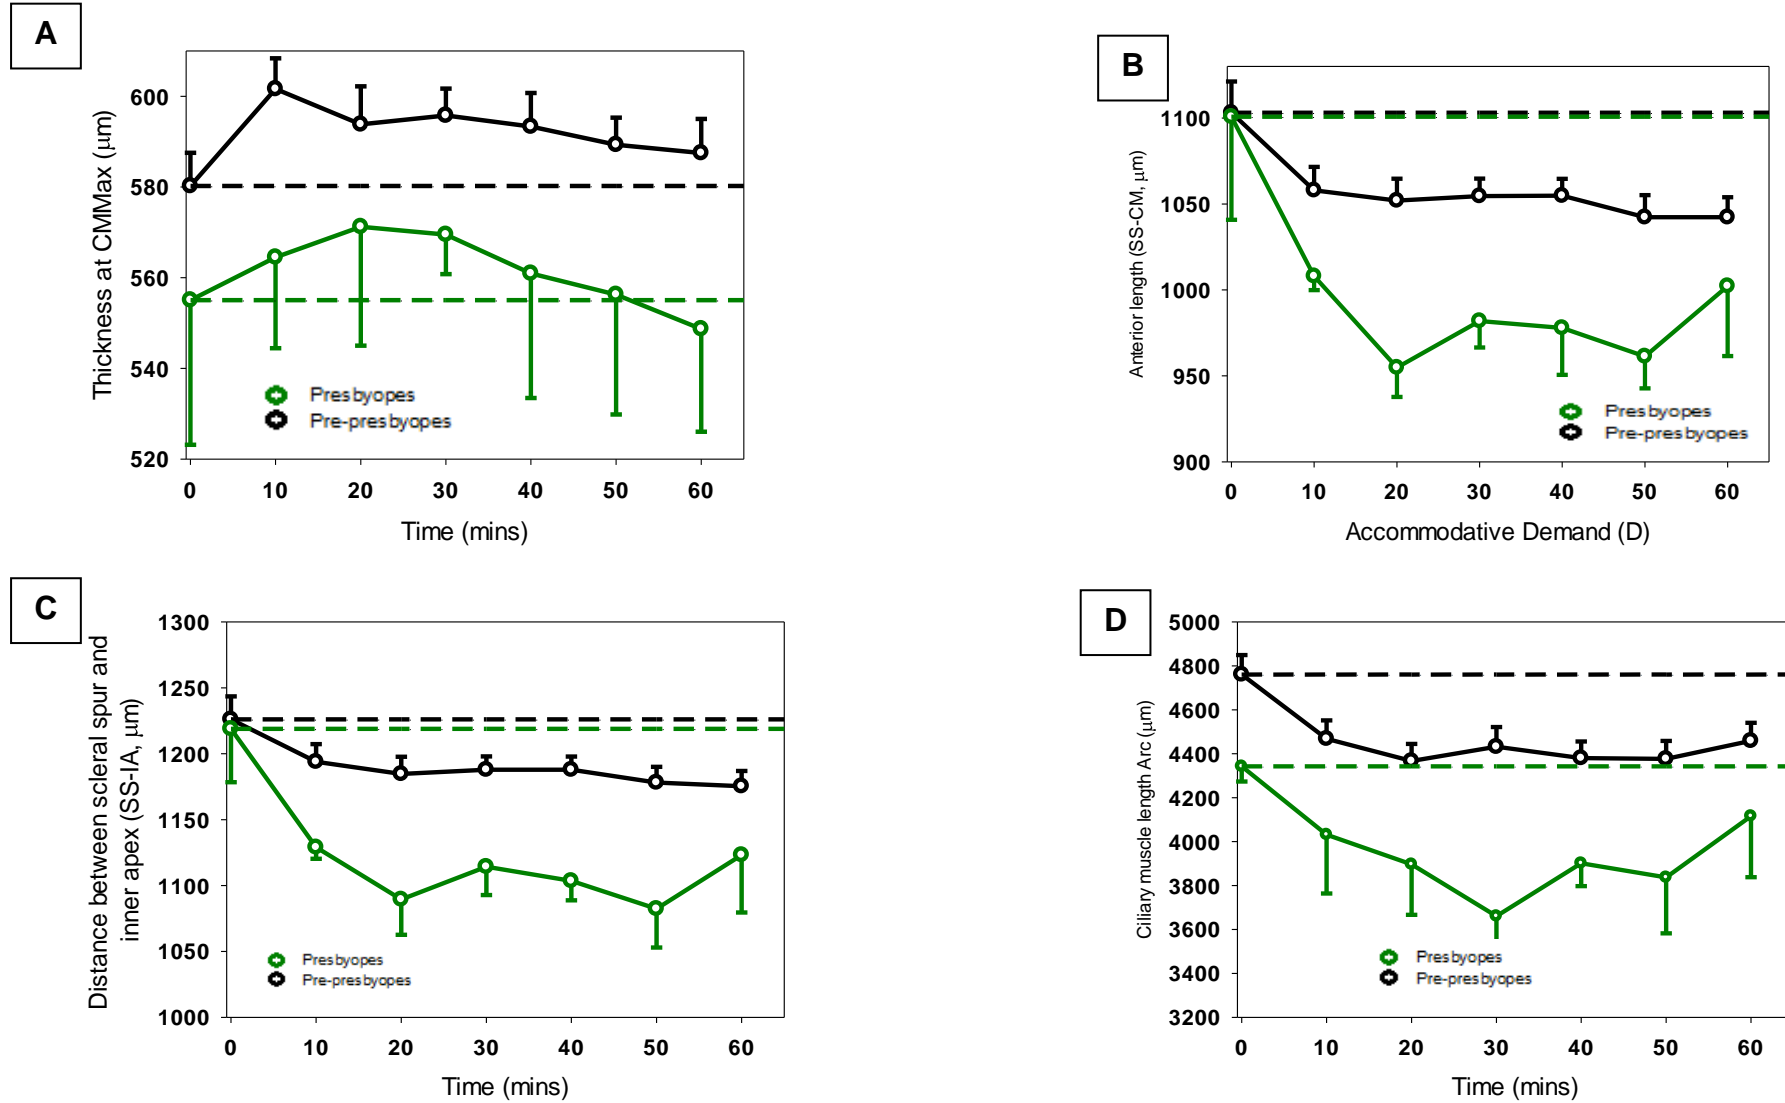 A
Thickness at CMMax (µm)
600
580
560
540
520
0 10 20 30 40 50 60
Time (mins)
Presbyopes
Pre-presbyopes
B
Anterior length (SS-CM, µm)
1100
1050
1000
950
900
0 10 20 30 40 50 60
Accommodative Demand (D)
Presbyopes
Pre-presbyopes
C
Distance between scleral spur and
inner apex (SS-IA, µm)
1300
1250
1200
1150
1100
1050
1000
0 10 20 30 40 50 60
Time (mins)
Presbyopes
Pre-presbyopes
D
Ciliary muscle length Arc (µm)
5000
4800
4600
4400
4200
4000
3800
3600
3400
3200
0 10 20 30 40 50 60
Time (mins)
Presbyopes
Pre-presbyopes